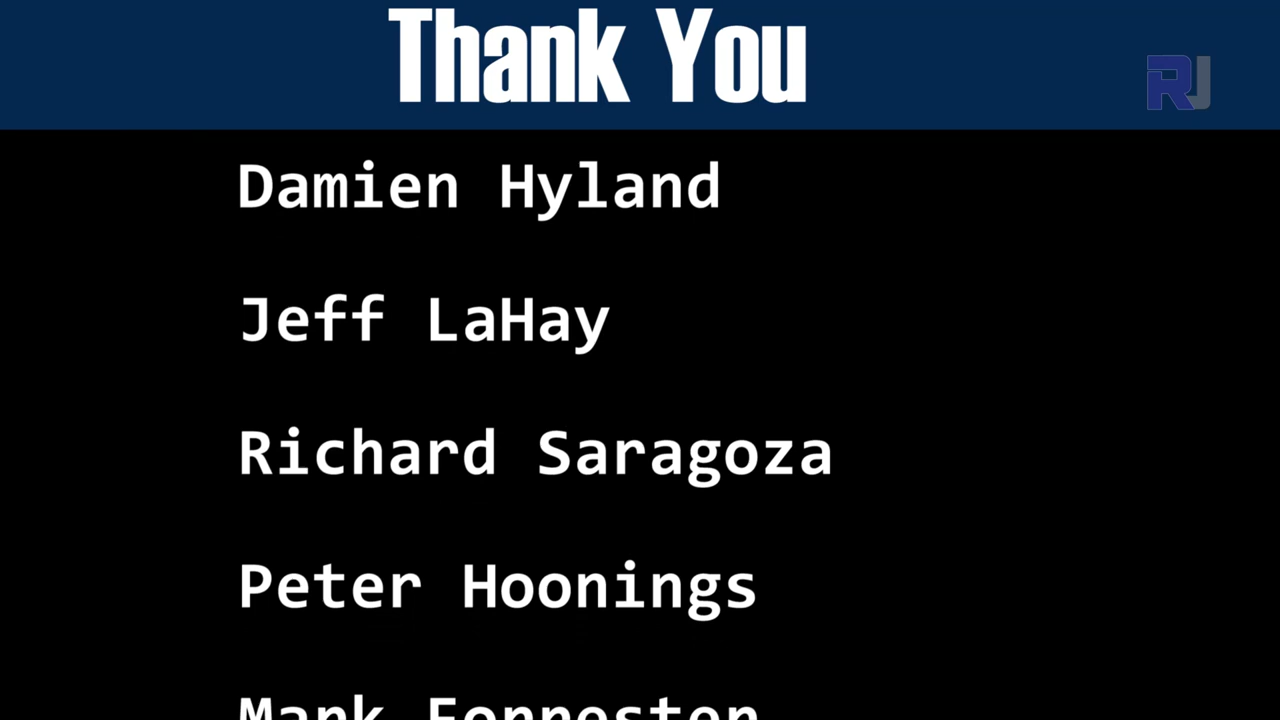 Thank You
RJ
Damien Hyland
Jeff LaHay
Richard Saragoza
Peter Hoonings